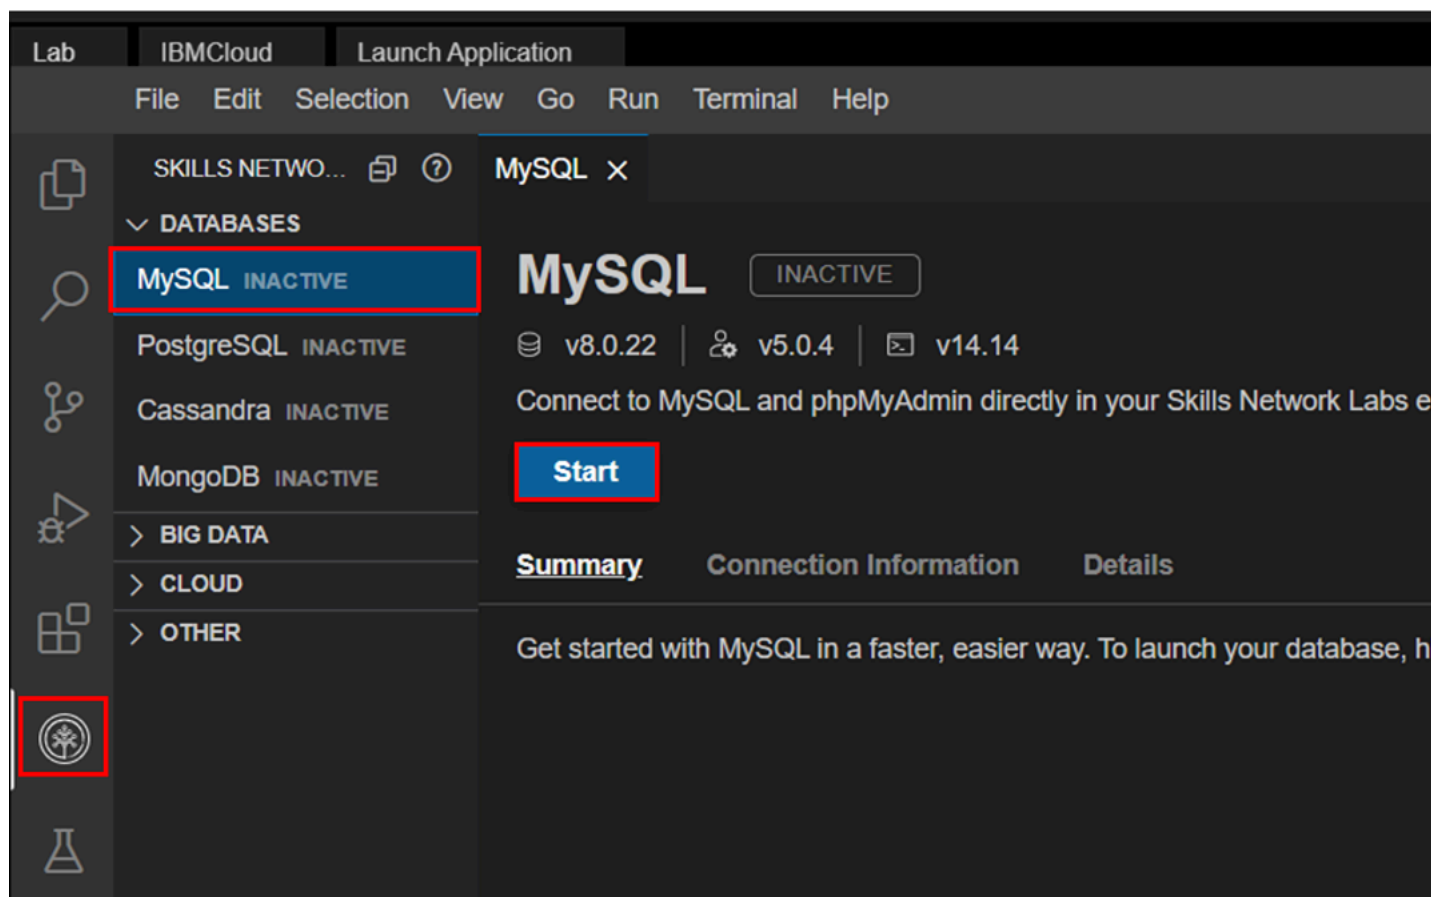 Lab IBMCloud Launch Application
File Edit Selection View Go Run Terminal Help
SKILLS NETWO... MySQL
DATABASES
MySQL INACTIVE
PostgreSQL INACTIVE
Cassandra INACTIVE
MongoDB INACTIVE
BIG DATA
CLOUD
OTHER
MySQL INACTIVE
v8.0.22 v5.0.4 v14.14
Connect to MySQL and phpMyAdmin directly in your Skills Network Labs e
Start
Summary Connection Information Details
Get started with MySQL in a faster, easier way. To launch your database, h